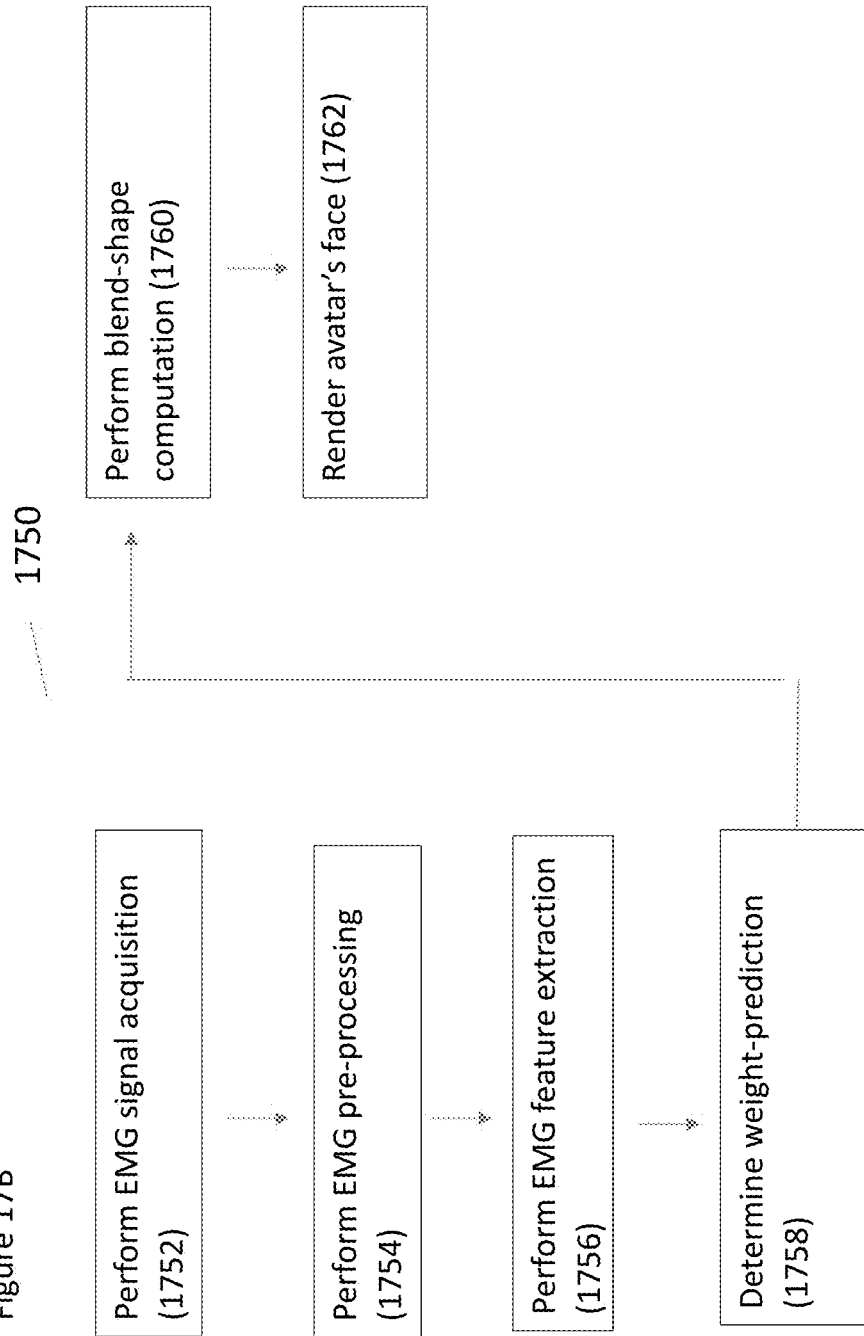 Figure 17B
1750
Perform EMG signal acquisition
(1752)
Perform EMG pre-processing
(1754)
Perform EMG feature extraction
(1756)
Determine weight-prediction
(1758)
Perform blend-shape
computation (1760)
Render avatar's face (1762)